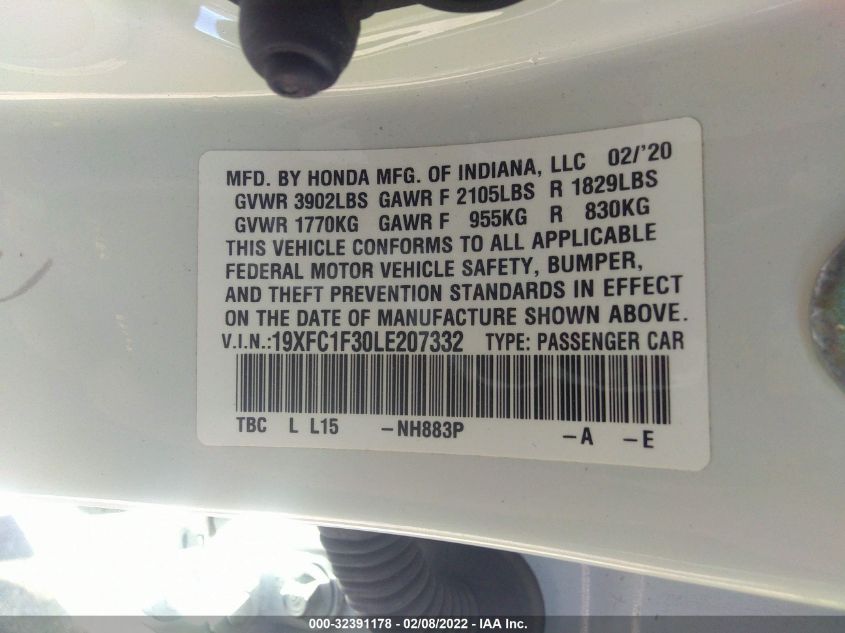 MFD. BY HONDA MFG. OF INDIANA, LLC 02/'20
GVWR 3902LBS GAWR F 2105LBS R 1829LBS
GVWR 1770KG GAWR F 955KG R 830KG
THIS VEHICLE CONFORMS TO ALL APPLICABLE
FEDERAL MOTOR VEHICLE SAFETY, BUMPER,
AND THEFT PREVENTION STANDARDS IN EFFECT
ON THE DATE OF MANUFACTURE SHOWN ABOVE.
V.I.N.:19XFC1F30LE207332 TYPE: PASSENGER CAR
TBC L L15 -NH883P -A -E
000-32391178 — 02/08/2022 — IAA Inc.